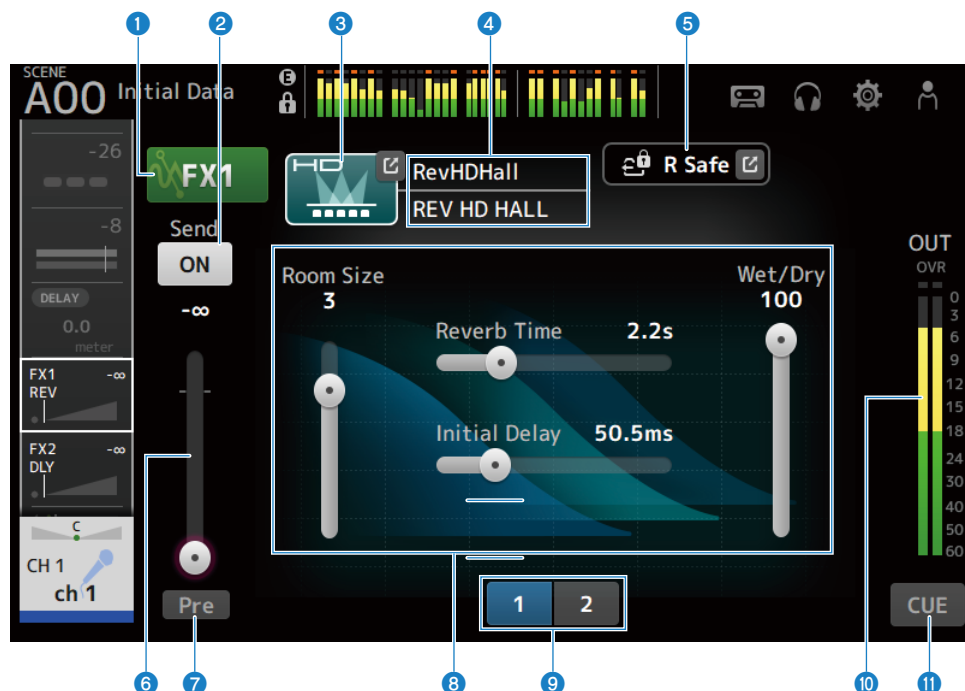 1 2 3 4 5
SCENE
A00 Initial Data
E
-26
-8
DELAY
0.0
meter
FX1 -∞
REV
FX2 -∞
DLY
C
CH 1
ch 1
FX1
Send
ON
-∞
Pre
HD
RevHDHall
REV HD HALL
R Safe
Room Size
3
Reverb Time 2.2s
Initial Delay 50.5ms
Wet/Dry
100
1 2
OUT
OVR
0
3
6
9
12
15
18
24
30
40
50
60
CUE
6 7 8 9 10 11